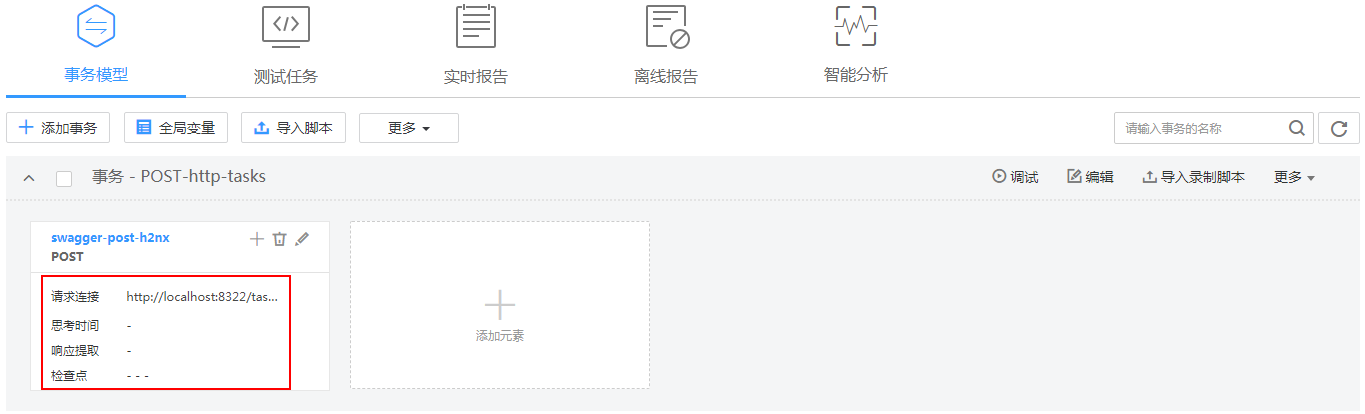 事务模型 测试任务 实时报告 离线报告 智能分析
添加事务 全局变量 导入脚本 更多 请输入事务的名称
事务 - POST-http-tasks 调试 编辑 导入录制脚本 更多
swagger-post-h2nx
POST
请求连接 http://localhost:8322/tas...
思考时间 -
响应提取 -
检查点 - - -
添加元素